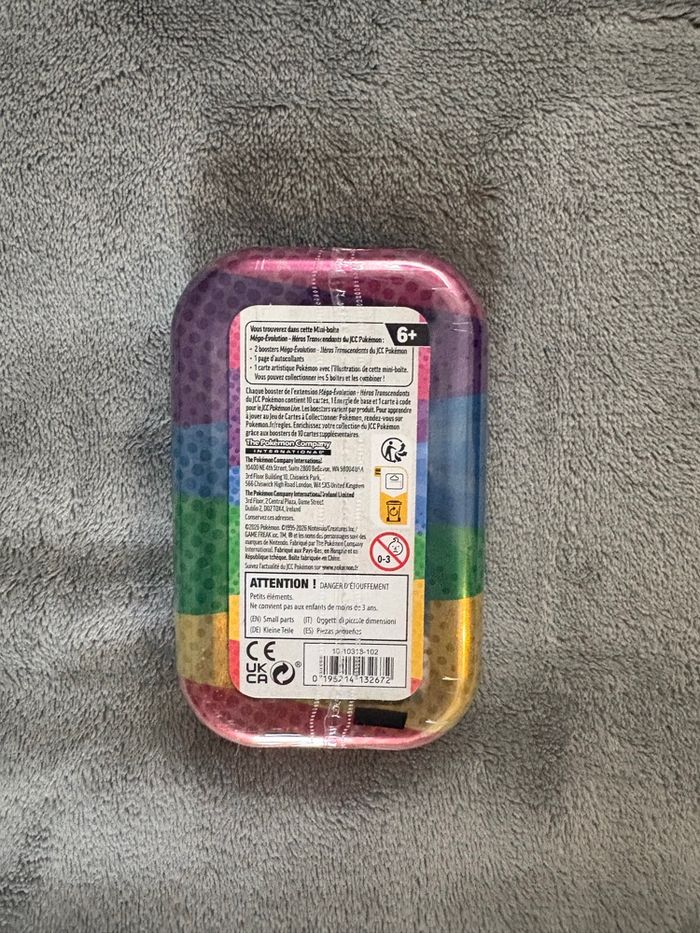 Vous trouverez dans cette Mini-boîte
Méga-Évolution - Héros Transcendants du JCC Pokémon :
6+
• 2 boosters Méga-Évolution - Héros Transcendants du JCC Pokémon
• 1 page d'autocollants
• 1 carte artistique Pokémon avec l'illustration de cette mini-boîte.
Vous pouvez collectionner les 5 boîtes et les combiner !
Chaque booster de l'extension Méga-Évolution - Héros Transcendants
du JCC Pokémon contient 10 cartes, 1 Énergie de base et 1 carte à code
pour le JCC Pokémon Live. Les boosters varient par produit. Pour apprendre
à jouer au Jeu de Cartes à Collectionner Pokémon, rendez-vous sur
Pokemon.fr/regles. Enrichissez votre collection du JCC Pokémon
grâce aux boosters de 10 cartes supplémentaires.
The Pokémon Company
INTERNATIONAL®
The Pokémon Company International
10400 NE 4th Street, Suite 2800 Bellevue, WA 98004 USA
3rd Floor Building 10, Chiswick Park,
566 Chiswick High Road London, W4 5XS United Kingdom
The Pokémon Company International Ireland Limited
3rd Floor, 2 Central Plaza, Dame Street
Dublin 2, D02 T0X4, Ireland
Conservez ces adresses.
©2026 Pokémon. ©1995-2026 Nintendo/Creatures Inc./
GAME FREAK inc. TM, ® et les noms des personnages sont des
marques de Nintendo. Fabriqué par The Pokémon Company
International. Fabriqué aux Pays-Bas, en Hongrie et en
République tchèque. Boîte fabriquée en Chine.
Suivez l'actualité du JCC Pokémon sur www.pokemon.fr
0-3
ATTENTION ! DANGER D'ÉTOUFFEMENT
Petits éléments.
Ne convient pas aux enfants de moins de 3 ans.
(EN) Small parts (IT) Oggetti di piccole dimensioni
(DE) Kleine Teile (ES) Piezas pequeñas
CE
UK
CA
®
10-10318-102
0 196214 132672